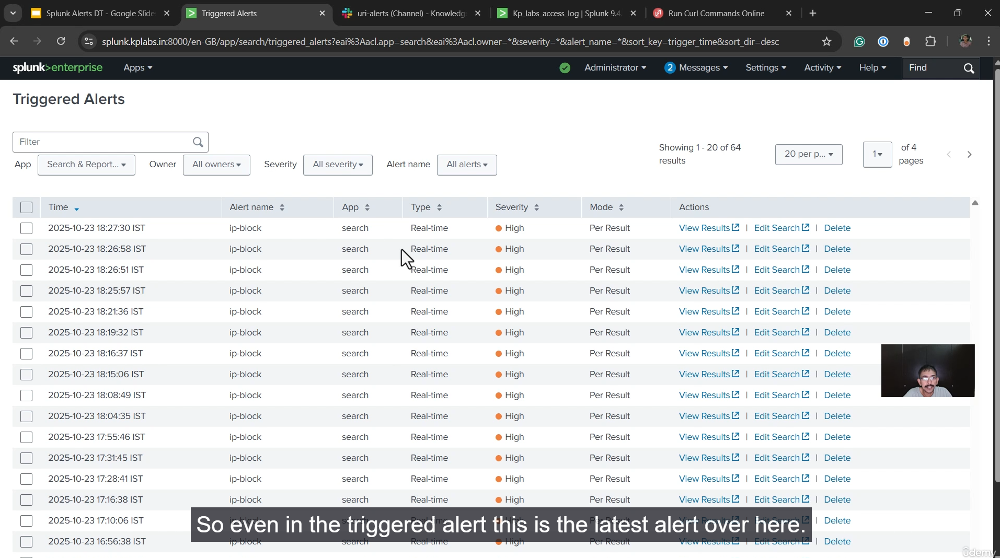 Splunk Alerts DT - Google Slide
Triggered Alerts
uri-alerts (Channel) - Knowledg
Kp_labs_access_log | Splunk 9.4
Run Curl Commands Online
splunk.kplabs.in:8000/en-GB/app/search/triggered_alerts?eai%3Aacl.app=search&eai%3Aacl.owner=*&severity=*&alert_name=*&sort_key=trigger_time&sort_dir=desc
splunk>enterprise Apps Administrator 2 Messages Settings Activity Help Find
Triggered Alerts
Filter
Showing 1 - 20 of 64 results
20 per p... 1 of 4 pages
App Search & Report... Owner All owners Severity All severity Alert name All alerts
Time Alert name App Type Severity Mode Actions
2025-10-23 18:27:30 IST ip-block search Real-time High Per Result View Results | Edit Search | Delete
2025-10-23 18:26:58 IST ip-block search Real-time High Per Result View Results | Edit Search | Delete
2025-10-23 18:26:51 IST ip-block search Real-time High Per Result View Results | Edit Search | Delete
2025-10-23 18:25:57 IST ip-block search Real-time High Per Result View Results | Edit Search | Delete
2025-10-23 18:21:36 IST ip-block search Real-time High Per Result View Results | Edit Search | Delete
2025-10-23 18:19:32 IST ip-block search Real-time High Per Result View Results | Edit Search | Delete
2025-10-23 18:16:37 IST ip-block search Real-time High Per Result View Results | Edit Search | Delete
2025-10-23 18:15:06 IST ip-block search Real-time High Per Result View Results | Edit Search | Delete
2025-10-23 18:08:49 IST ip-block search Real-time High Per Result View Results | Edit Search | Delete
2025-10-23 18:04:35 IST ip-block search Real-time High Per Result View Results | Edit Search | Delete
2025-10-23 17:55:46 IST ip-block search Real-time High Per Result View Results | Edit Search | Delete
2025-10-23 17:31:45 IST ip-block search Real-time High Per Result View Results | Edit Search | Delete
2025-10-23 17:28:41 IST ip-block search Real-time High Per Result View Results | Edit Search | Delete
2025-10-23 17:16:38 IST ip-block search Real-time High Per Result View Results | Edit Search | Delete
2025-10-23 17:10:06 IST Delete
So even in the triggered alert this is the latest alert over here.
2025-10-23 16:56:38 IST ip-block search Real-time High Per Result View Results | Edit Search | Delete
ûdemy